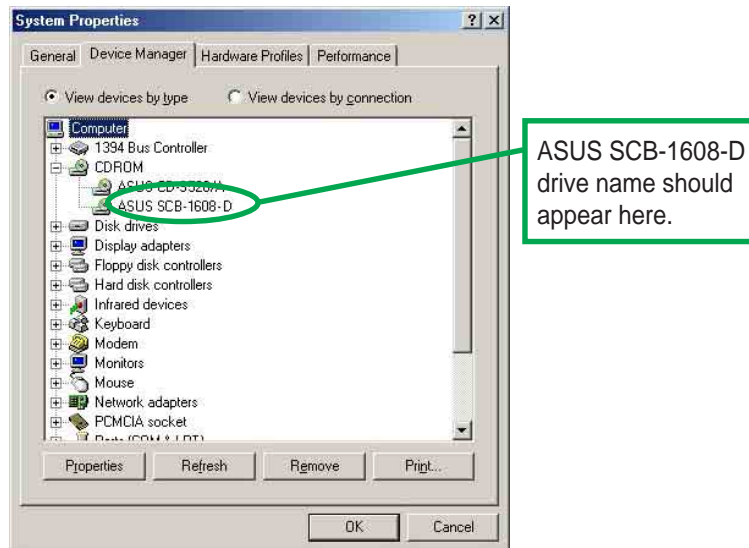 System Properties
General Device Manager Hardware Profiles Performance
View devices by type View devices by connection
Computer
1394 Bus Controller
CDROM
ASUS
ASUS SCB-1608-D
Disk drives
Display adapters
Floppy disk controllers
Hard disk controllers
Infrared devices
Keyboard
Modem
Monitors
Mouse
Network adapters
PCMCIA socket
Properties Refresh Remove Print...
OK Cancel
ASUS SCB-1608-D
drive name should
appear here.